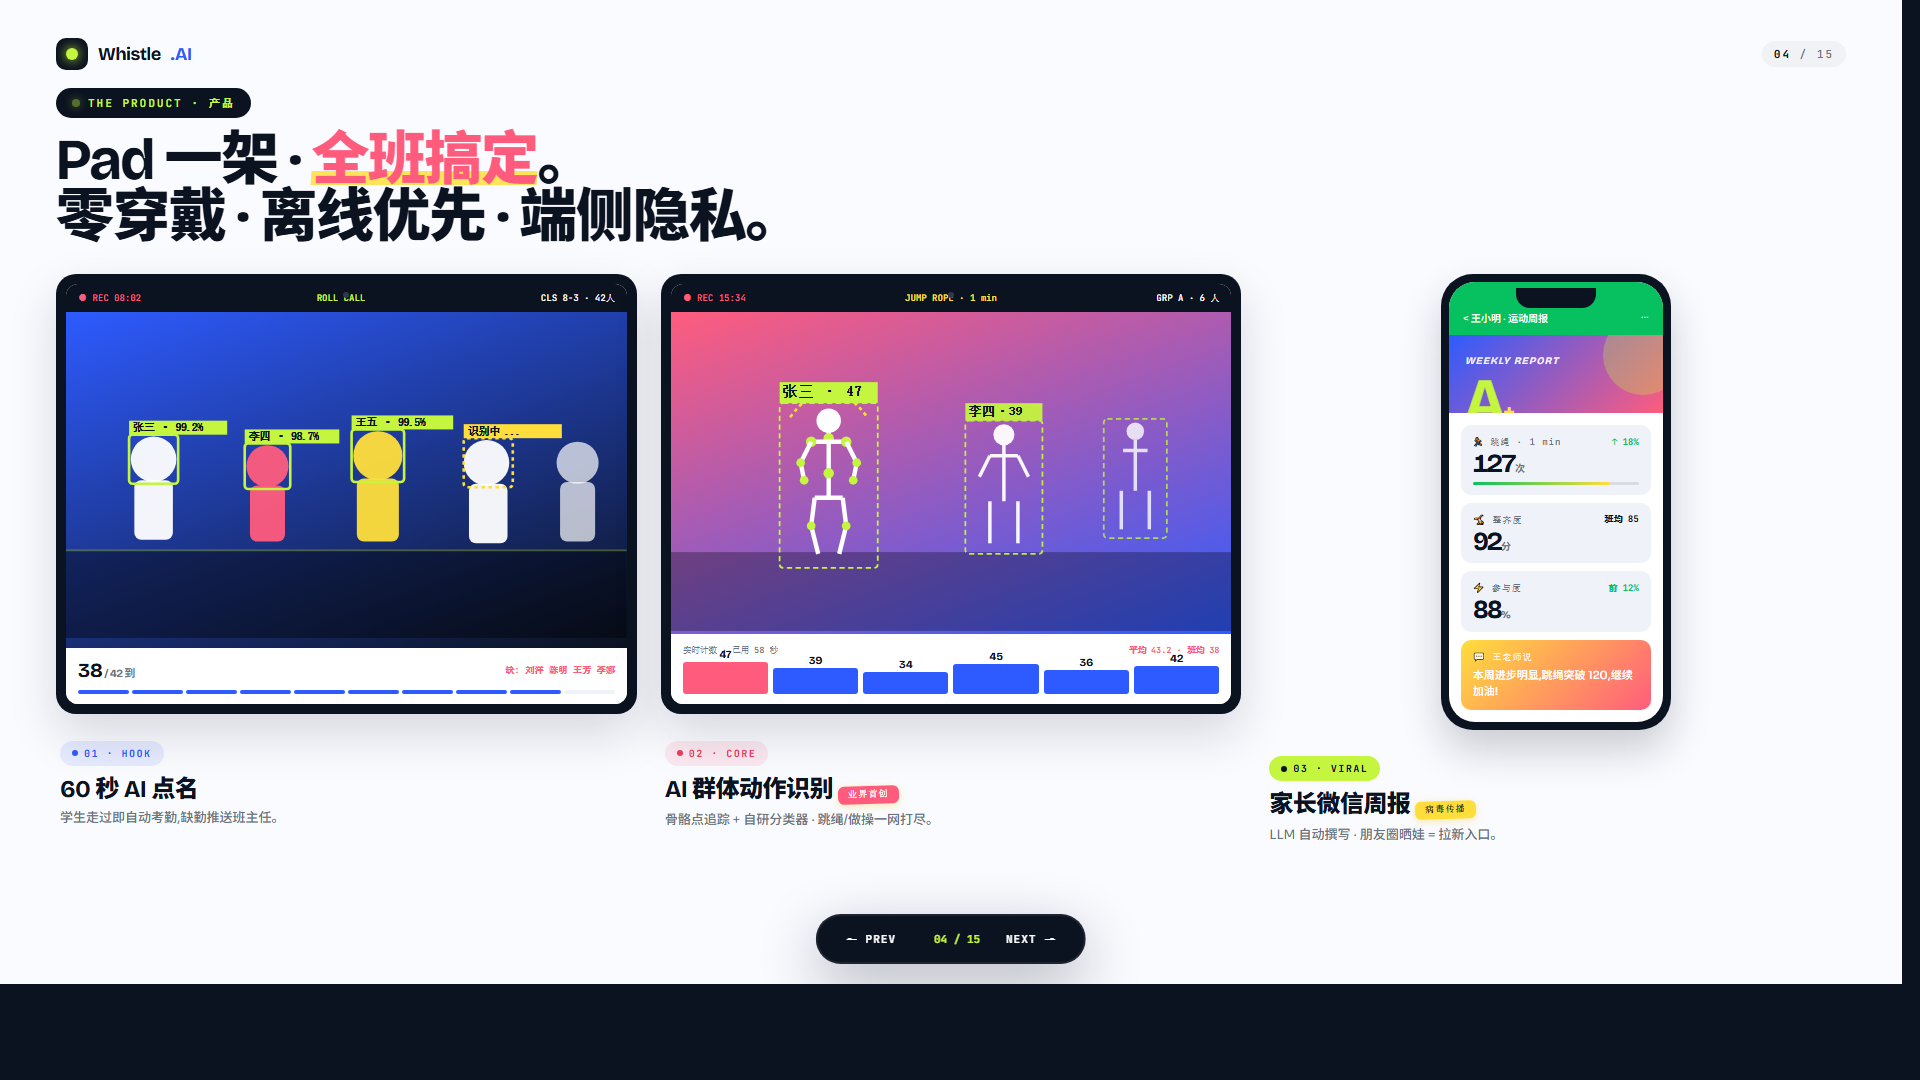 Whistle .AI
04 / 15
THE PRODUCT · 产品
Pad 一架 · 全班搞定。
零穿戴 · 离线优先 · 端侧隐私。
REC 08:02
ROLL CALL
CLS 8-3 · 42人
张三 - 99.2%
李四 - 98.7%
王五 - 99.5%
识别中 ...
38/42到
缺: 刘洋 陈明 王芳 李娜
01 · HOOK
60 秒 AI 点名
学生走过即自动考勤,缺勤推送班主任。
REC 15:34
JUMP ROPE · 1 min
GRP A · 6 人
张三 - 47
李四 - 39
实时计数 · 已用 58 秒
平均 43.2 · 班均 38
47
39
34
45
36
42
02 · CORE
AI 群体动作识别 业界首创
骨骼点追踪 + 自研分类器 · 跳绳/做操一网打尽。
< 王小明 · 运动周报
···
WEEKLY REPORT
A+
跳绳 · 1 min
↑ 18%
127次
整齐度
班均 85
92分
参与度
前 12%
88%
王老师说
本周进步明显,跳绳突破 120,继续
加油!
03 · VIRAL
家长微信周报 病毒传播
LLM 自动撰写 · 朋友圈晒娃 = 拉新入口。
← PREV
04 / 15
NEXT →